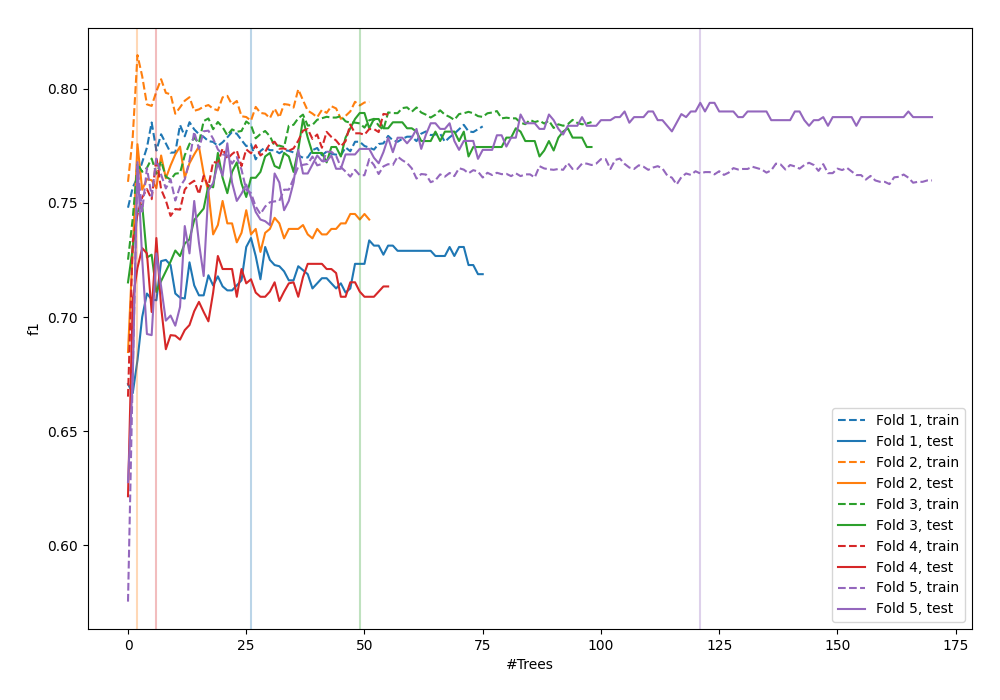 0.80
0.75
0.70
0.65
0.60
f1
0
25
50
75
100
125
150
175
#Trees
Fold 1, train
Fold 1, test
Fold 2, train
Fold 2, test
Fold 3, train
Fold 3, test
Fold 4, train
Fold 4, test
Fold 5, train
Fold 5, test